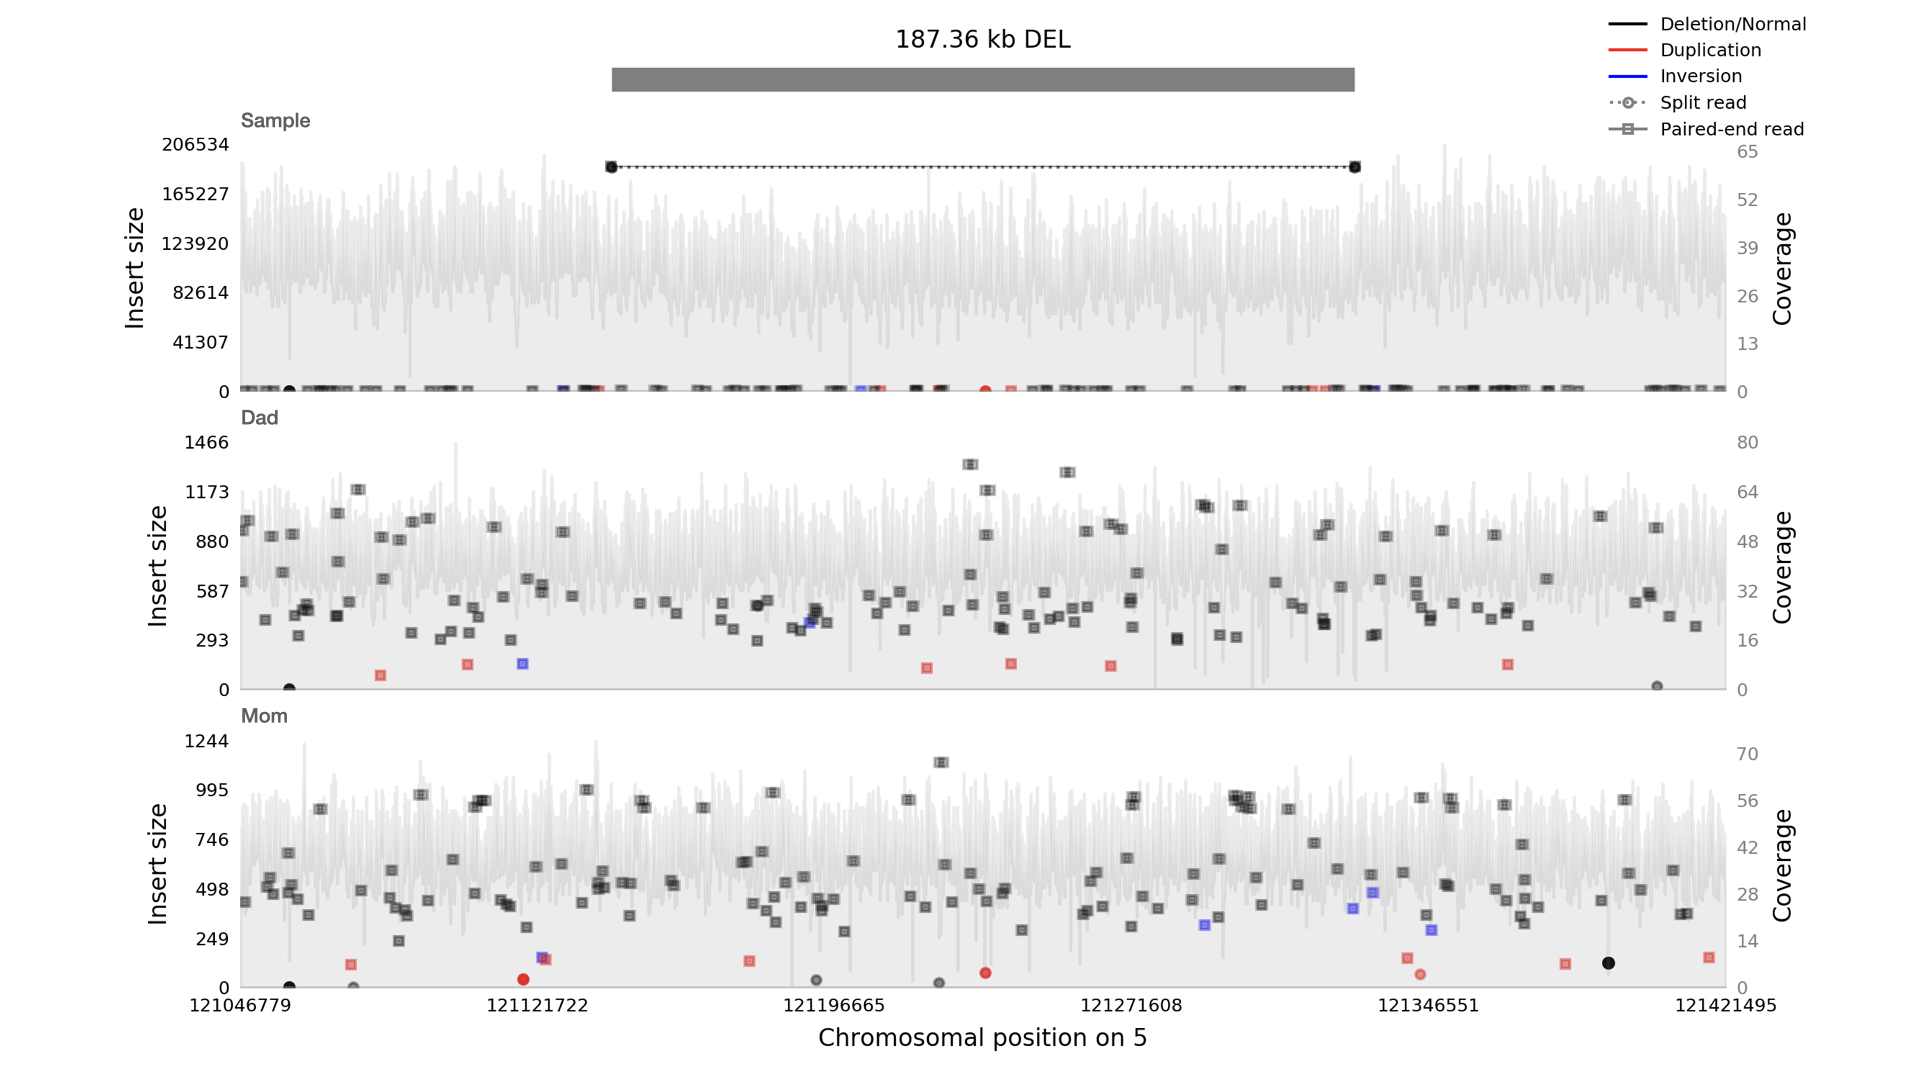 187.36 kb DEL
Deletion/Normal
Duplication
Inversion
Split read
Paired-end read
Sample
206534
165227
123920
82614
41307
0
Insert size
65
52
39
26
13
0
Coverage
Dad
1466
1173
880
587
293
0
Insert size
80
64
48
32
16
0
Coverage
Mom
1244
995
746
498
249
0
Insert size
70
56
42
28
14
0
Coverage
121046779 121121722 121196665 121271608 121346551 121421495
Chromosomal position on 5